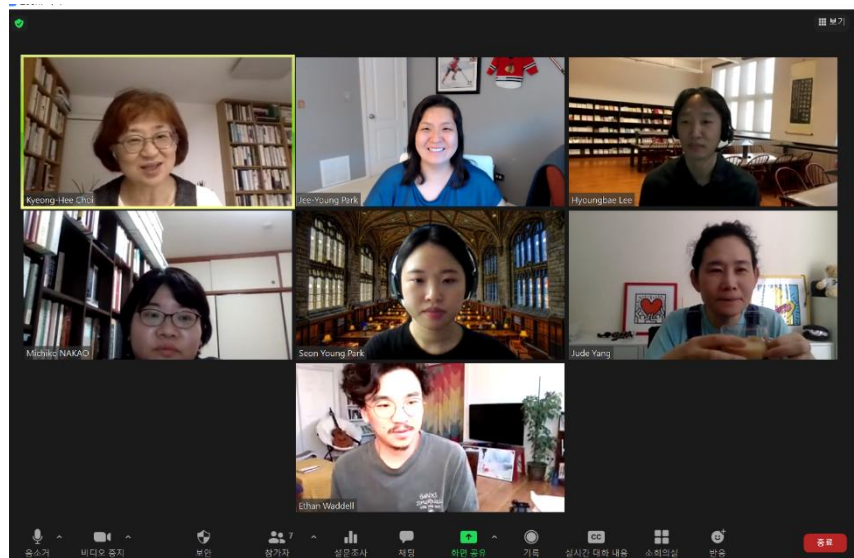 보기
Kyeong-Hee Choi
Jee-Young Park
Hyoungbae Lee
Michiko NAKAO
Seon Young Park
Jude Yang
Ethan Waddell
음소거
비디오 중지
보안
참가자
7
설문조사
채팅
화면 공유
기록
CC
실시간 대화 내용
소회의실
반응
종료